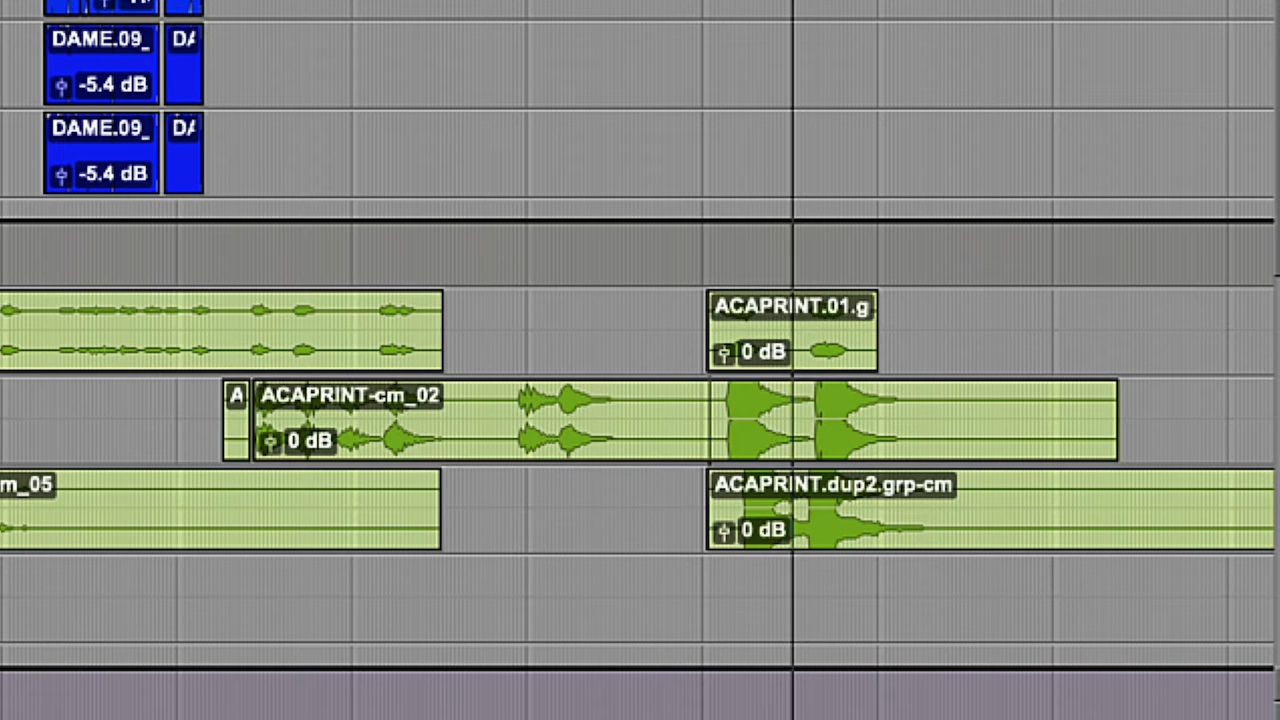 DAME.09_ DA
-5.4 dB
DAME.09_ DA
-5.4 dB
ACAPRINT.01.g
0 dB
A ACAPRINT-cm_02
0 dB
m_05 ACAPRINT.dup2.grp-cm
0 dB